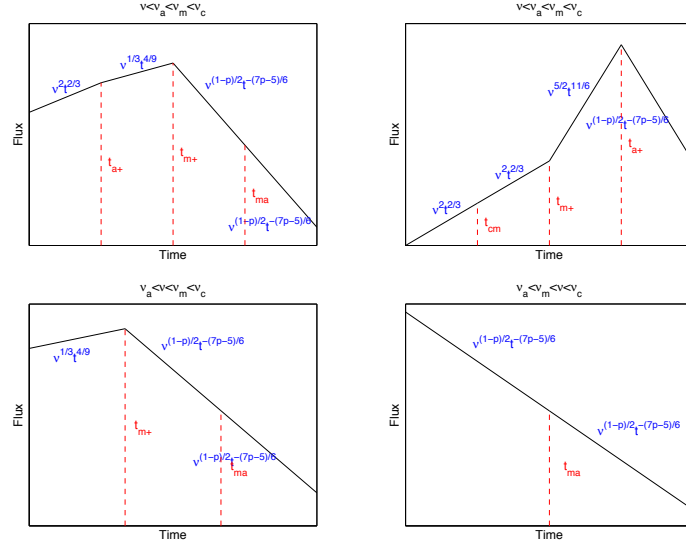 ν<ν_a<ν_m<ν_c
ν^2t^2/3
ν^1/3t^4/9
ν^(1−p)/2t^−(7p−5)/6
t_a+
t_m+
t_ma
ν^(1−p)/2t^−(7p−5)/6
Flux
Time
ν<ν_a<ν_m<ν_c
ν^5/2t^11/6
ν^(1−p)/2t^−(7p−5)/6
t_a+
ν^2t^2/3
ν^2t^2/3
t_cm
t_m+
Flux
Time
ν_a<ν<ν_m<ν_c
ν^1/3t^4/9
ν^(1−p)/2t^−(7p−5)/6
t_m+
ν^(1−p)/2t^−(7p−5)/6
t_ma
Flux
Time
ν_a<ν_m<ν<ν_c
ν^(1−p)/2t^−(7p−5)/6
ν^(1−p)/2t^−(7p−5)/6
t_ma
Flux
Time